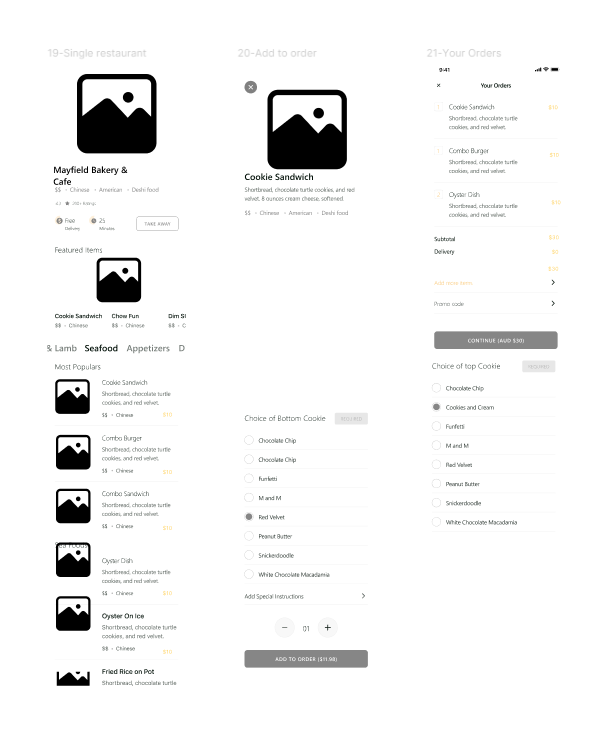 19-Single restaurant
Mayfield Bakery &
Cafe
$$ • Chinese • American • Deshi food
Free
Delivery
25
Minutes
TAKE AWAY
Featured Items
Cookie Sandwich
$$ • Chinese
Chow Fun
$$ • Chinese
Dim SI
$$ • C
& Lamb Seafood Appetizers D
Most Populars
Cookie Sandwich
Shortbread, chocolate turtle
cookies, and red velvet.
$$ • Chinese $10
Combo Burger
Shortbread, chocolate turtle
cookies, and red velvet.
$$ • Chinese $10
Combo Sandwich
Shortbread, chocolate turtle
cookies, and red velvet.
$$ • Chinese $10
Sea Foods
Oyster Dish
Shortbread, chocolate turtle
cookies, and red velvet.
$$ • Chinese $10
Oyster On Ice
Shortbread, chocolate turtle
cookies, and red velvet.
$$ • Chinese $10
Fried Rice on Pot
Shortbread, chocolate turtle
20-Add to order
Cookie Sandwich
Shortbread, chocolate turtle cookies, and red
velvet. 8 ounces cream cheese, softened.
$$ • Chinese • American • Deshi food
Choice of Bottom Cookie REQUIRED
Chocolate Chip
Chocolate Chip
Funfetti
M and M
Red Velvet
Peanut Butter
Snickerdoodle
White Chocolate Macadamia
Add Special Instructions
− 01 +
ADD TO ORDER ($11.98)
21-Your Orders
9:41
Your Orders
Cookie Sandwich $10
Shortbread, chocolate turtle
cookies, and red velvet.
Combo Burger $10
Shortbread, chocolate turtle
cookies, and red velvet.
Oyster Dish $10
Shortbread, chocolate turtle
cookies, and red velvet.
Subtotal
Delivery $0
$30
Add more items
Promo code
CONTINUE (AUD $30)
Choice of top Cookie REQUIRED
Chocolate Chip
Cookies and Cream
Funfetti
M and M
Red Velvet
Peanut Butter
Snickerdoodle
White Chocolate Macadamia